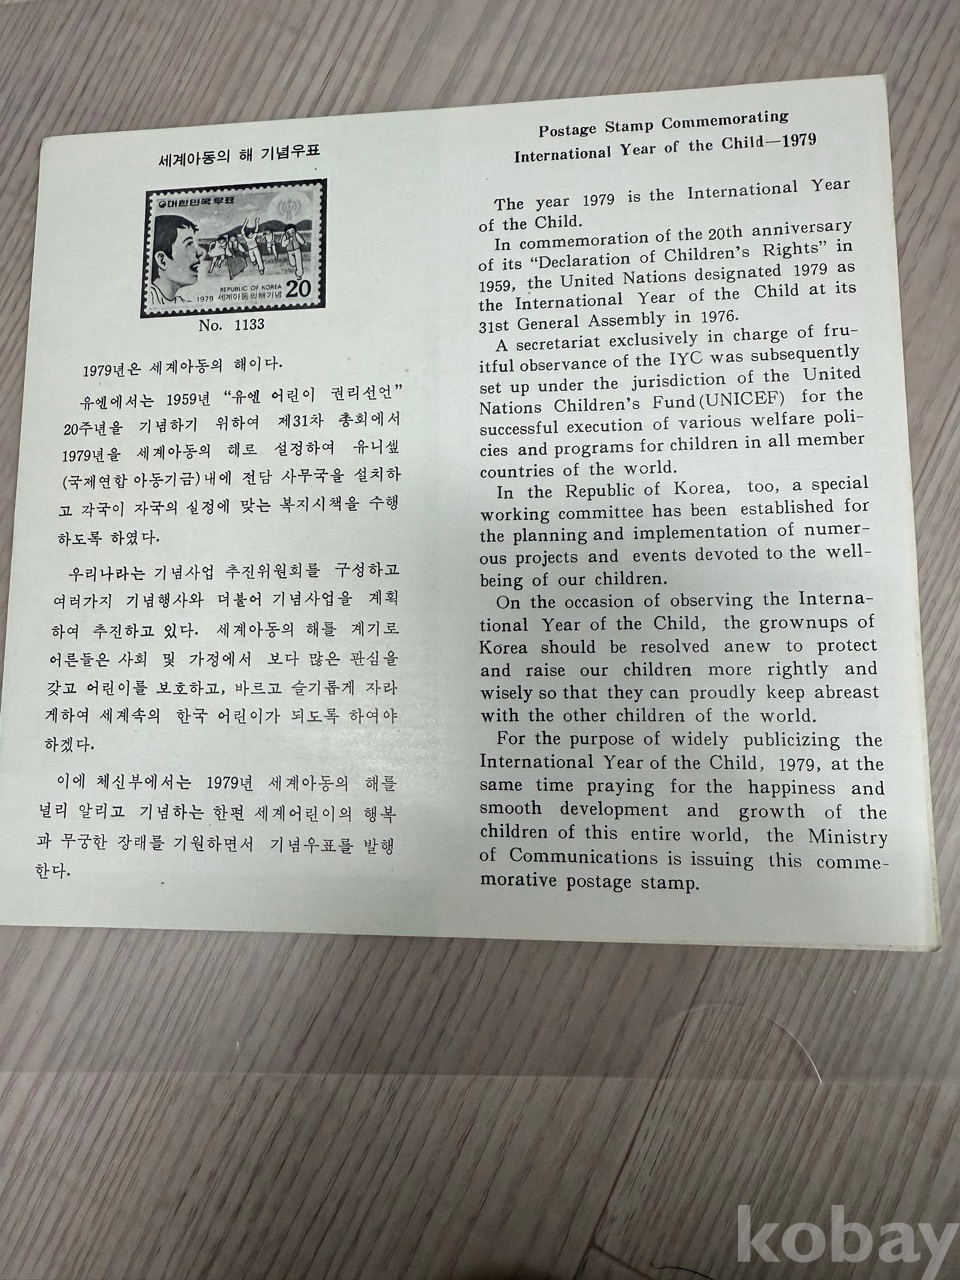 세계아동의 해 기념우표
대한민국우표
REPUBLIC OF KOREA
1979 세계아동의해기념 20
No. 1133
1979년은 세계아동의 해이다.
유엔에서는 1959년 “유엔 어린이 권리선언”
20주년을 기념하기 위하여 제31차 총회에서
1979년을 세계아동의 해로 설정하여 유니셒
(국제연합 아동기금)내에 전담 사무국을 설치하
고 각국이 자국의 실정에 맞는 복지시책을 수행
하도록 하였다.
우리나라는 기념사업 추진위원회를 구성하고
여러가지 기념행사와 더불어 기념사업을 계획
하여 추진하고 있다. 세계아동의 해를 계기로
어른들은 사회 및 가정에서 보다 많은 관심을
갖고 어린이를 보호하고, 바르고 슬기롭게 자라
게하여 세계속의 한국 어린이가 되도록 하여야
하겠다.
이에 체신부에서는 1979년 세계아동의 해를
널리 알리고 기념하는 한편 세계어린이의 행복
과 무궁한 장래를 기원하면서 기념우표를 발행
한다.
Postage Stamp Commemorating
International Year of the Child—1979
The year 1979 is the International Year
of the Child.
In commemoration of the 20th anniversary
of its “Declaration of Children's Rights” in
1959, the United Nations designated 1979 as
the International Year of the Child at its
31st General Assembly in 1976.
A secretariat exclusively in charge of fru-
itful observance of the IYC was subsequently
set up under the jurisdiction of the United
Nations Children's Fund(UNICEF) for the
successful execution of various welfare poli-
cies and programs for children in all member
countries of the world.
In the Republic of Korea, too, a special
working committee has been established for
the planning and implementation of numer-
ous projects and events devoted to the well-
being of our children.
On the occasion of observing the Interna-
tional Year of the Child, the grownups of
Korea should be resolved anew to protect
and raise our children more rightly and
wisely so that they can proudly keep abreast
with the other children of the world.
For the purpose of widely publicizing the
International Year of the Child, 1979, at the
same time praying for the happiness and
smooth development and growth of the
children of this entire world, the Ministry
of Communications is issuing this comme-
morative postage stamp.
kobay